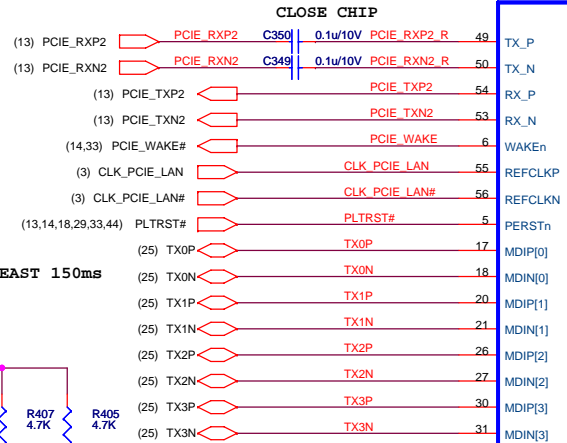 CLOSE CHIP
(13) PCIE_RXP2 PCIE_RXP2 C350 0.1u/10V PCIE_RXP2_R 49 TX_P
(13) PCIE_RXN2 PCIE_RXN2 C349 0.1u/10V PCIE_RXN2_R 50 TX_N
(13) PCIE_TXP2 PCIE_TXP2 54 RX_P
(13) PCIE_TXN2 PCIE_TXN2 53 RX_N
(14,33) PCIE_WAKE# PCIE_WAKE 6 WAKEn
(3) CLK_PCIE_LAN CLK_PCIE_LAN 55 REFCLKP
(3) CLK_PCIE_LAN# CLK_PCIE_LAN# 56 REFCLKN
(13,14,18,29,33,44) PLTRST# PLTRST# 5 PERSTn
(25) TX0P TX0P 17 MDIP[0]
EAST 150ms (25) TX0N TX0N 18 MDIN[0]
(25) TX1P TX1P 20 MDIP[1]
(25) TX1N TX1N 21 MDIN[1]
(25) TX2P TX2P 26 MDIP[2]
(25) TX2N TX2N 27 MDIN[2]
(25) TX3P TX3P 30 MDIP[3]
R407 R405
4.7K 4.7K
(25) TX3N TX3N 31 MDIN[3]